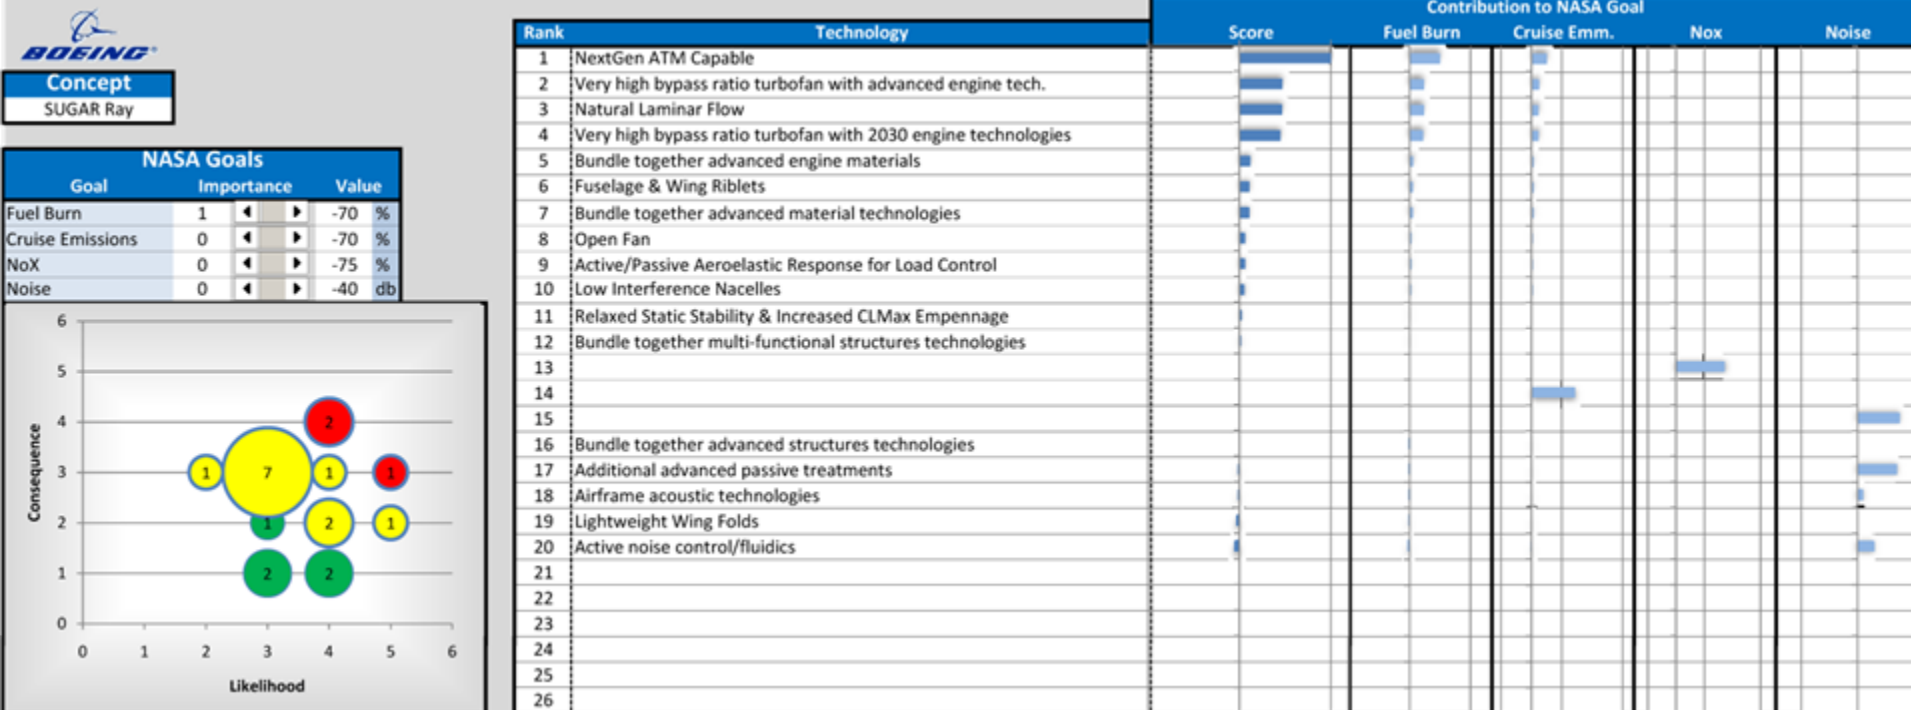 BOEING
Concept
SUGAR Ray
NASA Goals
Goal Importance Value
Fuel Burn 1 -70 %
Cruise Emissions 0 -70 %
NoX 0 -75 %
Noise 0 -40 db
6
5
4
3
2
1
0
0 1 2 3 4 5 6
Consequence
Likelihood
2
1 7 1 1
1 2 1
2 2
Contribution to NASA Goal
Rank Technology Score Fuel Burn Cruise Emm. Nox Noise
1 NextGen ATM Capable
2 Very high bypass ratio turbofan with advanced engine tech.
3 Natural Laminar Flow
4 Very high bypass ratio turbofan with 2030 engine technologies
5 Bundle together advanced engine materials
6 Fuselage & Wing Riblets
7 Bundle together advanced material technologies
8 Open Fan
9 Active/Passive Aeroelastic Response for Load Control
10 Low Interference Nacelles
11 Relaxed Static Stability & Increased CLMax Empennage
12 Bundle together multi-functional structures technologies
13
14
15
16 Bundle together advanced structures technologies
17 Additional advanced passive treatments
18 Airframe acoustic technologies
19 Lightweight Wing Folds
20 Active noise control/fluidics
21
22
23
24
25
26